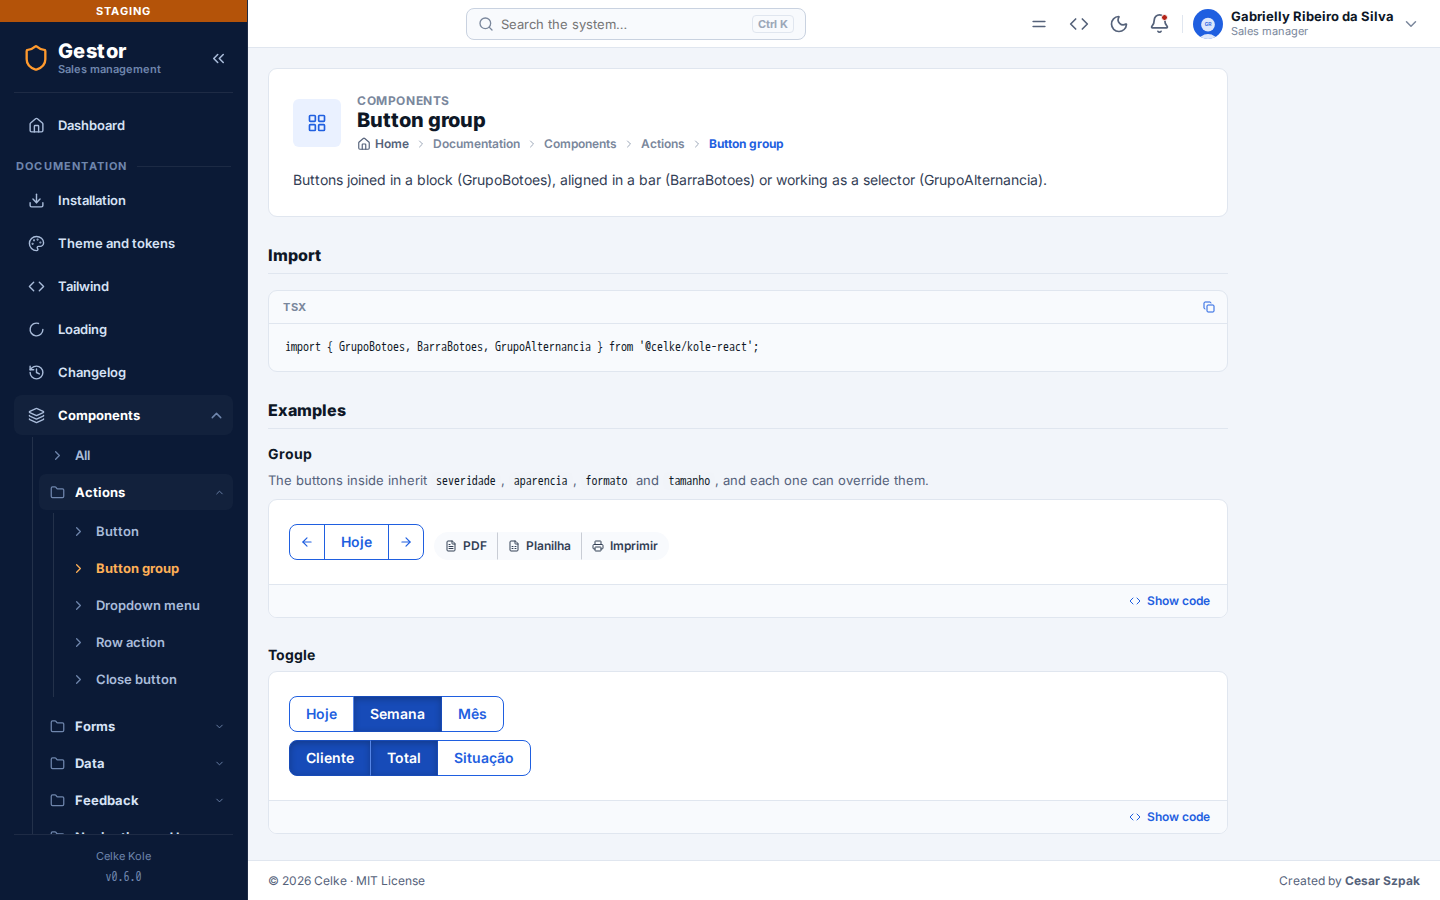 STAGING
Gestor
Sales management
Dashboard
DOCUMENTATION
Installation
Theme and tokens
Tailwind
Loading
Changelog
Components
All
Actions
Button
Button group
Dropdown menu
Row action
Close button
Forms
Data
Feedback
Celke Kole
v0.6.0
Search the system...
Ctrl K
Gabrielly Ribeiro da Silva
Sales manager
COMPONENTS
Button group
Home > Documentation > Components > Actions > Button group
Buttons joined in a block (GrupoBotoes), aligned in a bar (BarraBotoes) or working as a selector (GrupoAlternancia).
Import
TSX
import { GrupoBotoes, BarraBotoes, GrupoAlternancia } from '@celke/kole-react';
Examples
Group
The buttons inside inherit severidade, aparencia, formato and tamanho, and each one can override them.
Hoje
PDF
Planilha
Imprimir
Show code
Toggle
Hoje
Semana
Mês
Cliente
Total
Situação
Show code
© 2026 Celke · MIT License
Created by Cesar Szpak